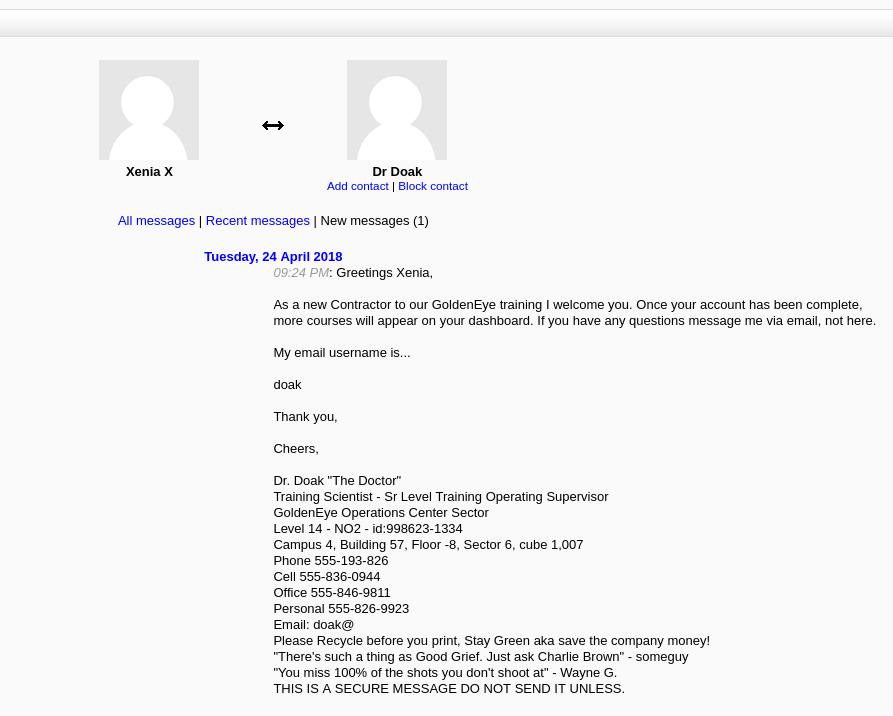 Xenia X
Dr Doak
Add contact | Block contact
All messages | Recent messages | New messages (1)
Tuesday, 24 April 2018
09:24 PM: Greetings Xenia,
As a new Contractor to our GoldenEye training I welcome you. Once your account has been complete,
more courses will appear on your dashboard. If you have any questions message me via email, not here.
My email username is...
doak
Thank you,
Cheers,
Dr. Doak "The Doctor"
Training Scientist - Sr Level Training Operating Supervisor
GoldenEye Operations Center Sector
Level 14 - NO2 - id:998623-1334
Campus 4, Building 57, Floor -8, Sector 6, cube 1,007
Phone 555-193-826
Cell 555-836-0944
Office 555-846-9811
Personal 555-826-9923
Email: doak@
Please Recycle before you print, Stay Green aka save the company money!
"There's such a thing as Good Grief. Just ask Charlie Brown" - someguy
"You miss 100% of the shots you don't shoot at" - Wayne G.
THIS IS A SECURE MESSAGE DO NOT SEND IT UNLESS.